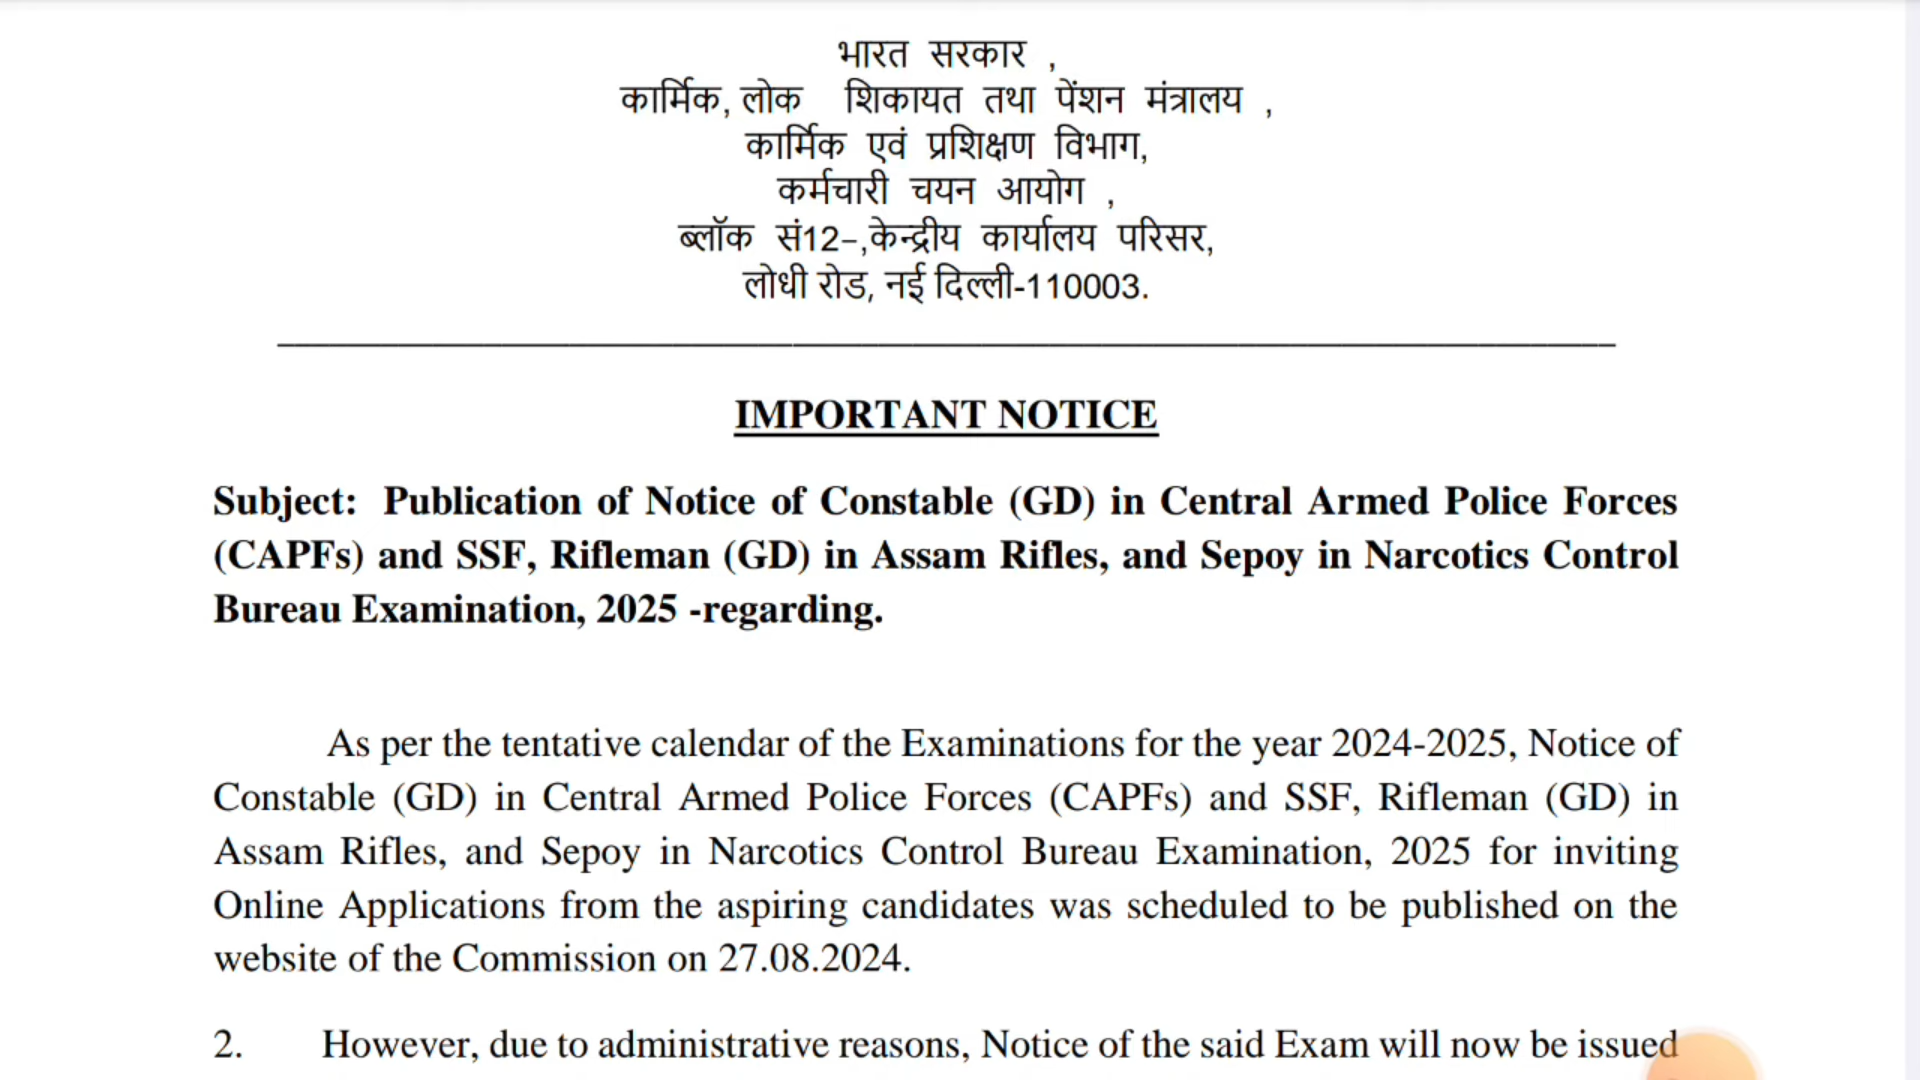 भारत सरकार ,
कार्मिक, लोक शिकायत तथा पेंशन मंत्रालय ,
कार्मिक एवं प्रशिक्षण विभाग,
कर्मचारी चयन आयोग ,
ब्लॉक सं12-,केन्द्रीय कार्यालय परिसर,
लोधी रोड, नई दिल्ली-110003.
IMPORTANT NOTICE
Subject: Publication of Notice of Constable (GD) in Central Armed Police Forces
(CAPFs) and SSF, Rifleman (GD) in Assam Rifles, and Sepoy in Narcotics Control
Bureau Examination, 2025 -regarding.
As per the tentative calendar of the Examinations for the year 2024-2025, Notice of
Constable (GD) in Central Armed Police Forces (CAPFs) and SSF, Rifleman (GD) in
Assam Rifles, and Sepoy in Narcotics Control Bureau Examination, 2025 for inviting
Online Applications from the aspiring candidates was scheduled to be published on the
website of the Commission on 27.08.2024.
2. However, due to administrative reasons, Notice of the said Exam will now be issued